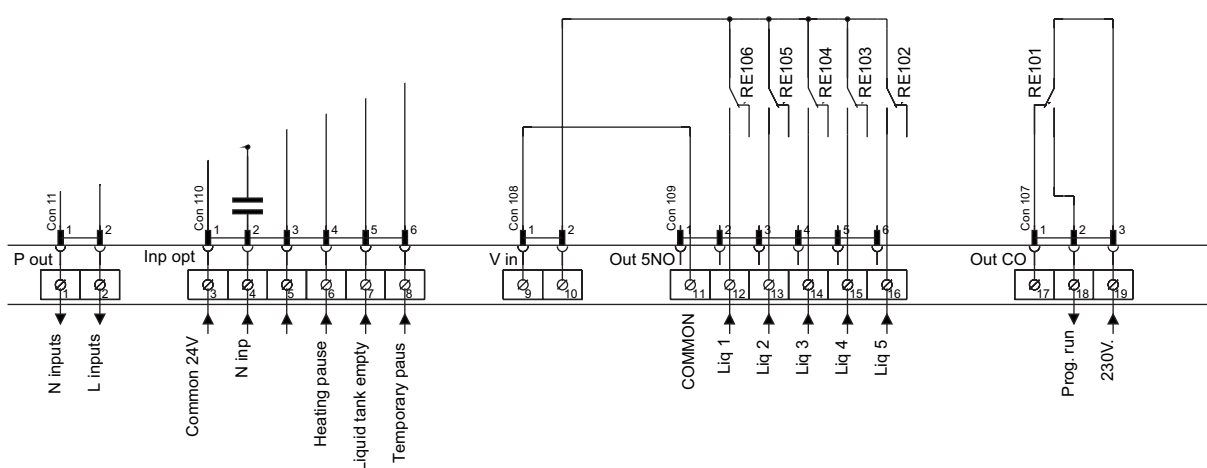 RE106
RE105
RE104
RE103
RE102
RE101
Con 11
Con 110
Con 108
Con 109
Con 107
1 2
1 2 3 4 5 6
1 2
1 2 3 4 5 6
1 2 3
P out
Inp opt
V in
Out 5NO
Out CO
1 2
3 4 5 6 7 8
9 10
11 12 13 14 15 16
17 18 19
N inputs
L inputs
Common 24V
N inp
Heating pause
Liquid tank empty
Temporary paus
COMMON
Liq 1
Liq 2
Liq 3
Liq 4
Liq 5
Prog. run
230V.